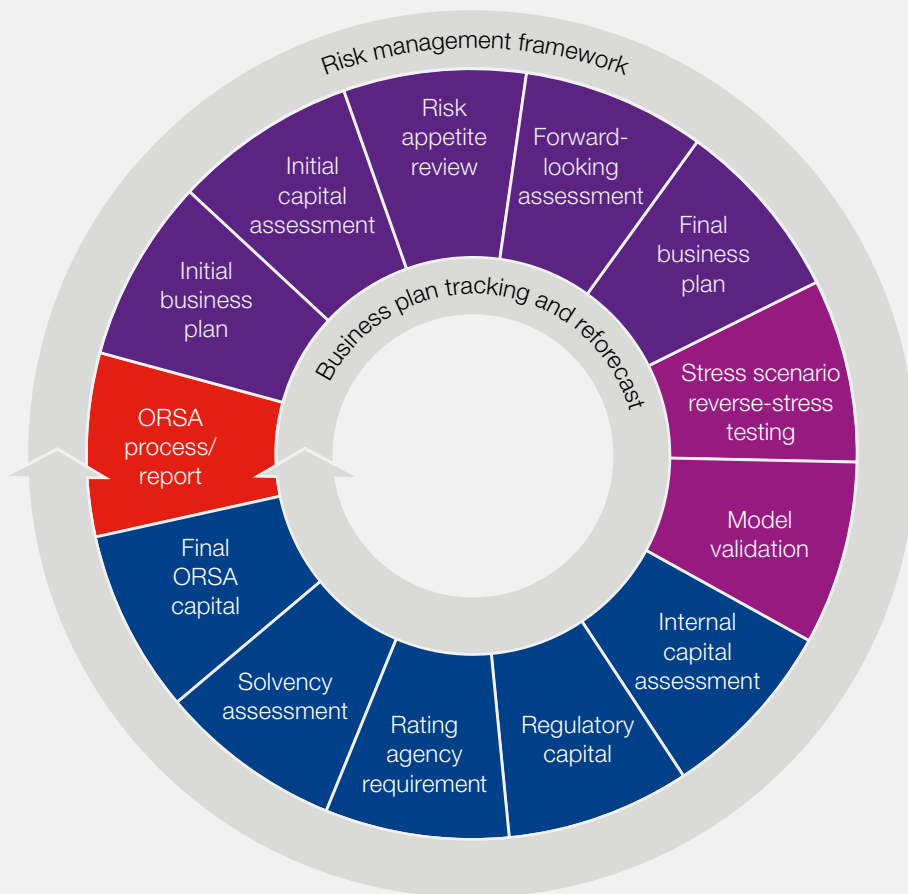 Risk management framework
Risk
appetite
review
Forward-
looking
assessment
Final
business
plan
Stress scenario
reverse-stress
testing
Model
validation
Internal
capital
assessment
Regulatory
capital
Rating
agency
requirement
Solvency
assessment
Final
ORSA
capital
ORSA
process/
report
Initial
business
plan
Initial
capital
assessment
Business plan tracking and reforecast